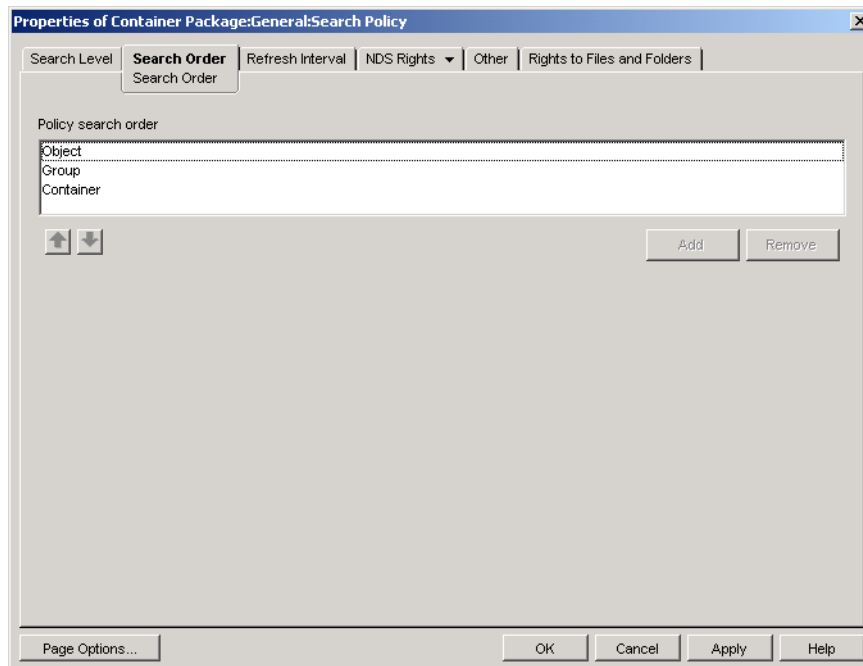 Properties of Container Package:General:Search Policy
Search Level
Search Order
Refresh Interval
NDS Rights
Other
Rights to Files and Folders
Search Order
Policy search order
Object
Group
Container
Add
Remove
Page Options...
OK
Cancel
Apply
Help